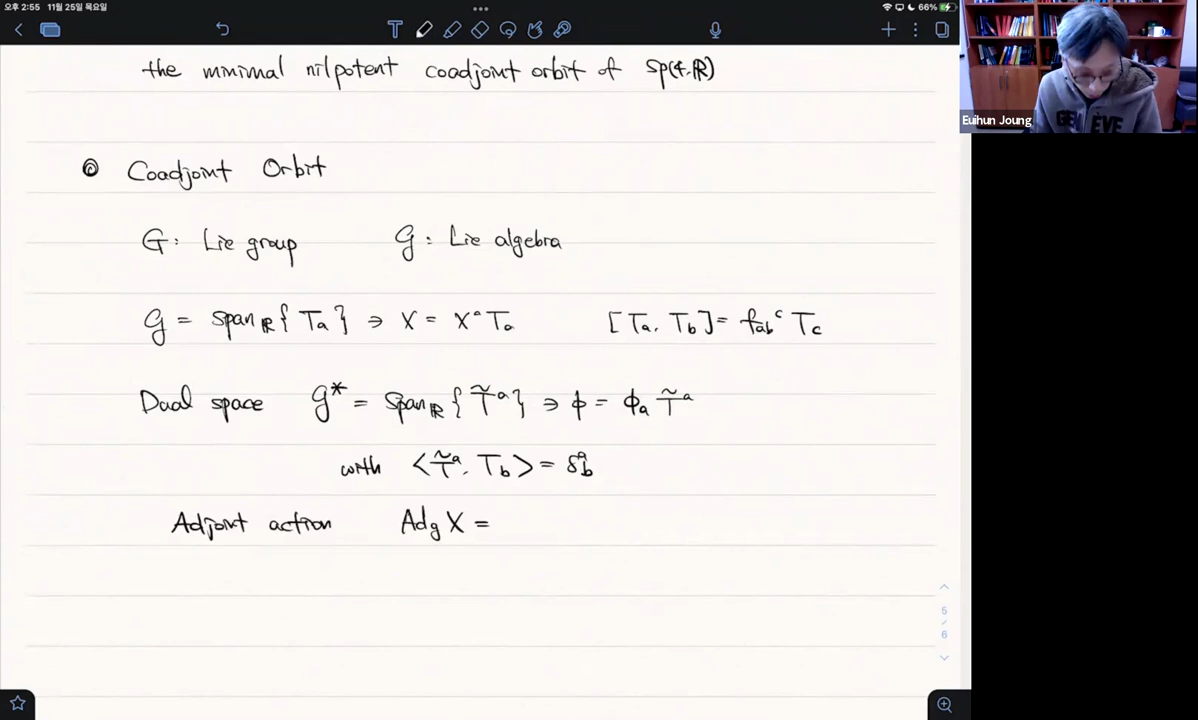 오후 2:55 11월 25일 목요일
66%
the minimal nilpotent coadjoint orbit of Sp(4,ℝ)
Euihun Joung
◎ Coadjoint Orbit
G: Lie group g: Lie algebra
g = span_ℝ{T_a} ⇒ X = X^a T_a [T_a, T_b] = f_ab^c T_c
Dual space g* = span_ℝ{T̃^a} ⇒ φ = φ_a T̃^a
with <T̃^a, T_b> = δ^a_b
Adjoint action Ad_g X =
5
/
6